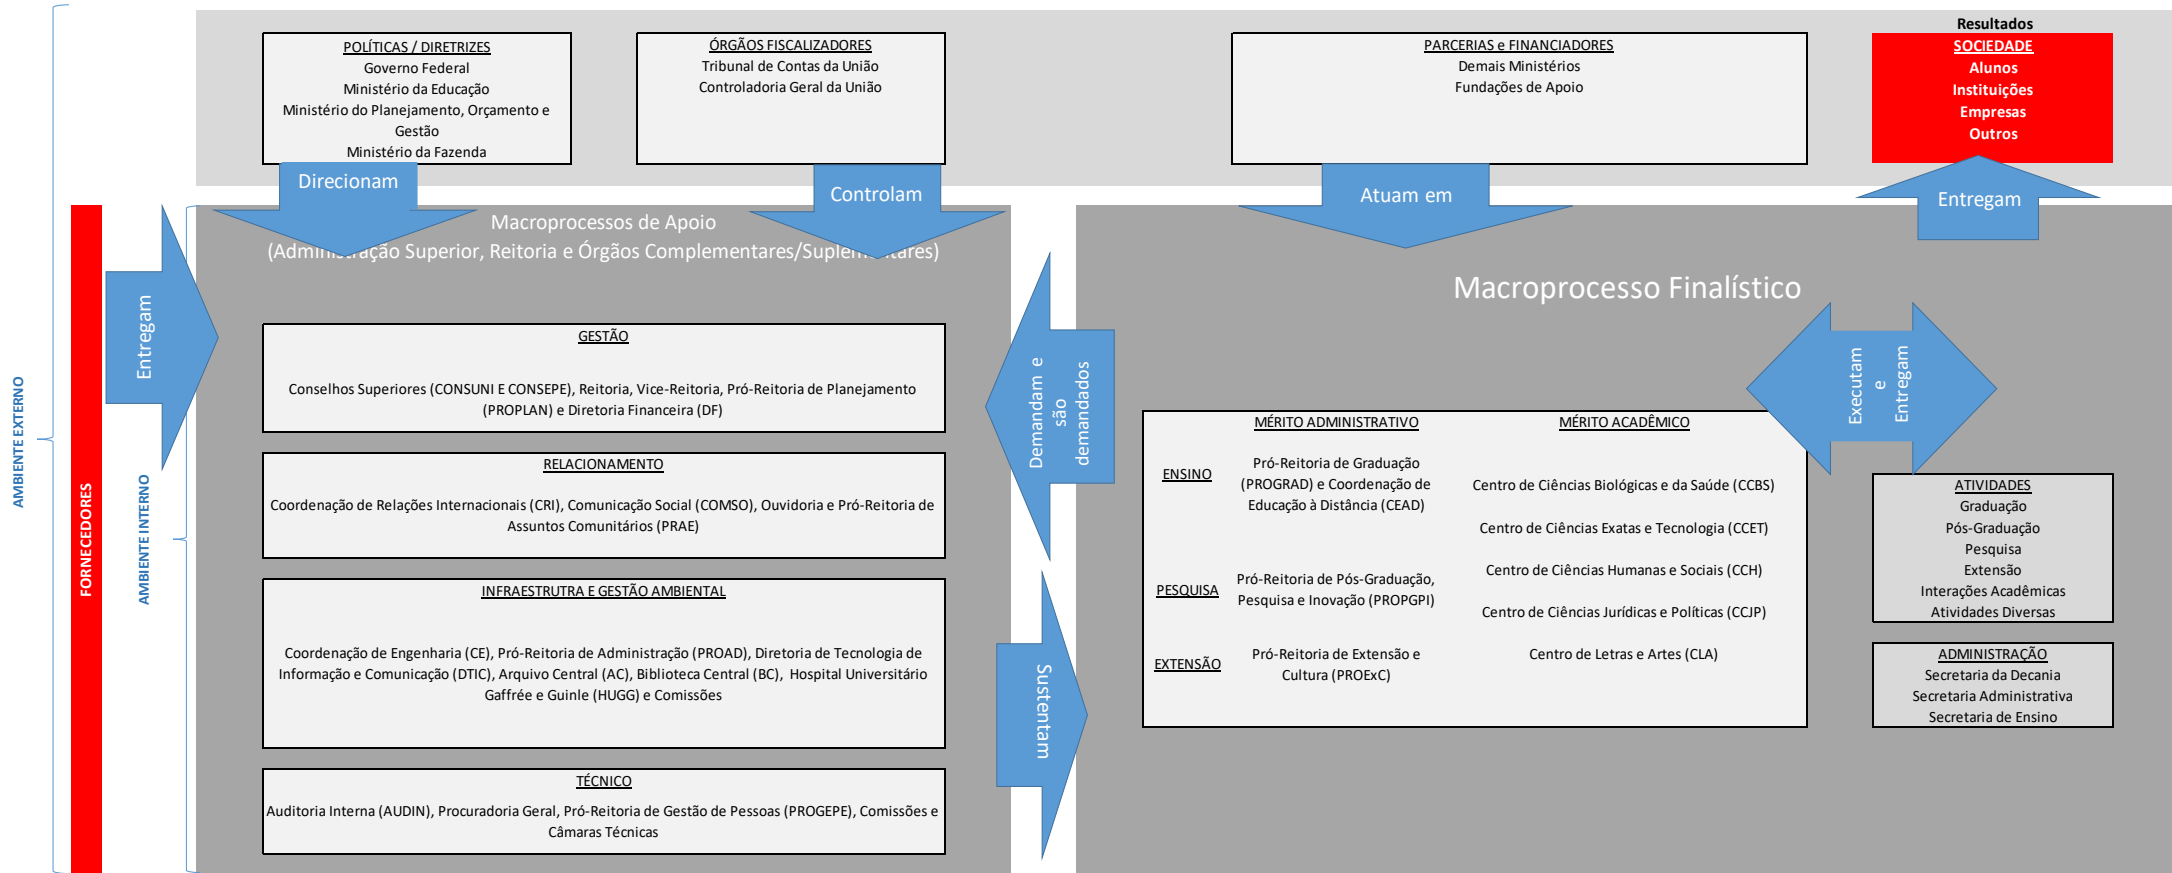 Resultados
POLÍTICAS / DIRETRIZES
Governo Federal
Ministério da Educação
Ministério do Planejamento, Orçamento e
Gestão
Ministério da Fazenda
ÓRGÃOS FISCALIZADORES
Tribunal de Contas da União
Controladoria Geral da União
PARCERIAS e FINANCIADORES
Demais Ministérios
Fundações de Apoio
SOCIEDADE
Alunos
Instituições
Empresas
Outros
Direcionam
Controlam
Atuam em
Entregam
AMBIENTE EXTERNO
FORNECEDORES
AMBIENTE INTERNO
Entregam
Macroprocessos de Apoio
(Administração Superior, Reitoria e Órgãos Complementares/Suplementares)
GESTÃO
Conselhos Superiores (CONSUNI E CONSEPE), Reitoria, Vice-Reitoria, Pró-Reitoria de Planejamento
(PROPLAN) e Diretoria Financeira (DF)
RELACIONAMENTO
Coordenação de Relações Internacionais (CRI), Comunicação Social (COMSO), Ouvidoria e Pró-Reitoria de
Assuntos Comunitários (PRAE)
INFRAESTRUTRA E GESTÃO AMBIENTAL
Coordenação de Engenharia (CE), Pró-Reitoria de Administração (PROAD), Diretoria de Tecnologia de
Informação e Comunicação (DTIC), Arquivo Central (AC), Biblioteca Central (BC), Hospital Universitário
Gaffrée e Guinle (HUGG) e Comissões
TÉCNICO
Auditoria Interna (AUDIN), Procuradoria Geral, Pró-Reitoria de Gestão de Pessoas (PROGEPE), Comissões e
Câmaras Técnicas
Demandam e
são
demandados
Sustentam
Macroprocesso Finalístico
MÉRITO ADMINISTRATIVO
MÉRITO ACADÊMICO
ENSINO
Pró-Reitoria de Graduação
(PROGRAD) e Coordenação de
Educação à Distância (CEAD)
PESQUISA
Pró-Reitoria de Pós-Graduação,
Pesquisa e Inovação (PROPGPI)
EXTENSÃO
Pró-Reitoria de Extensão e
Cultura (PROExC)
Centro de Ciências Biológicas e da Saúde (CCBS)
Centro de Ciências Exatas e Tecnologia (CCET)
Centro de Ciências Humanas e Sociais (CCH)
Centro de Ciências Jurídicas e Políticas (CCJP)
Centro de Letras e Artes (CLA)
Executam
e
Entregam
ATIVIDADES
Graduação
Pós-Graduação
Pesquisa
Extensão
Interações Acadêmicas
Atividades Diversas
ADMINISTRAÇÃO
Secretaria da Decania
Secretaria Administrativa
Secretaria de Ensino